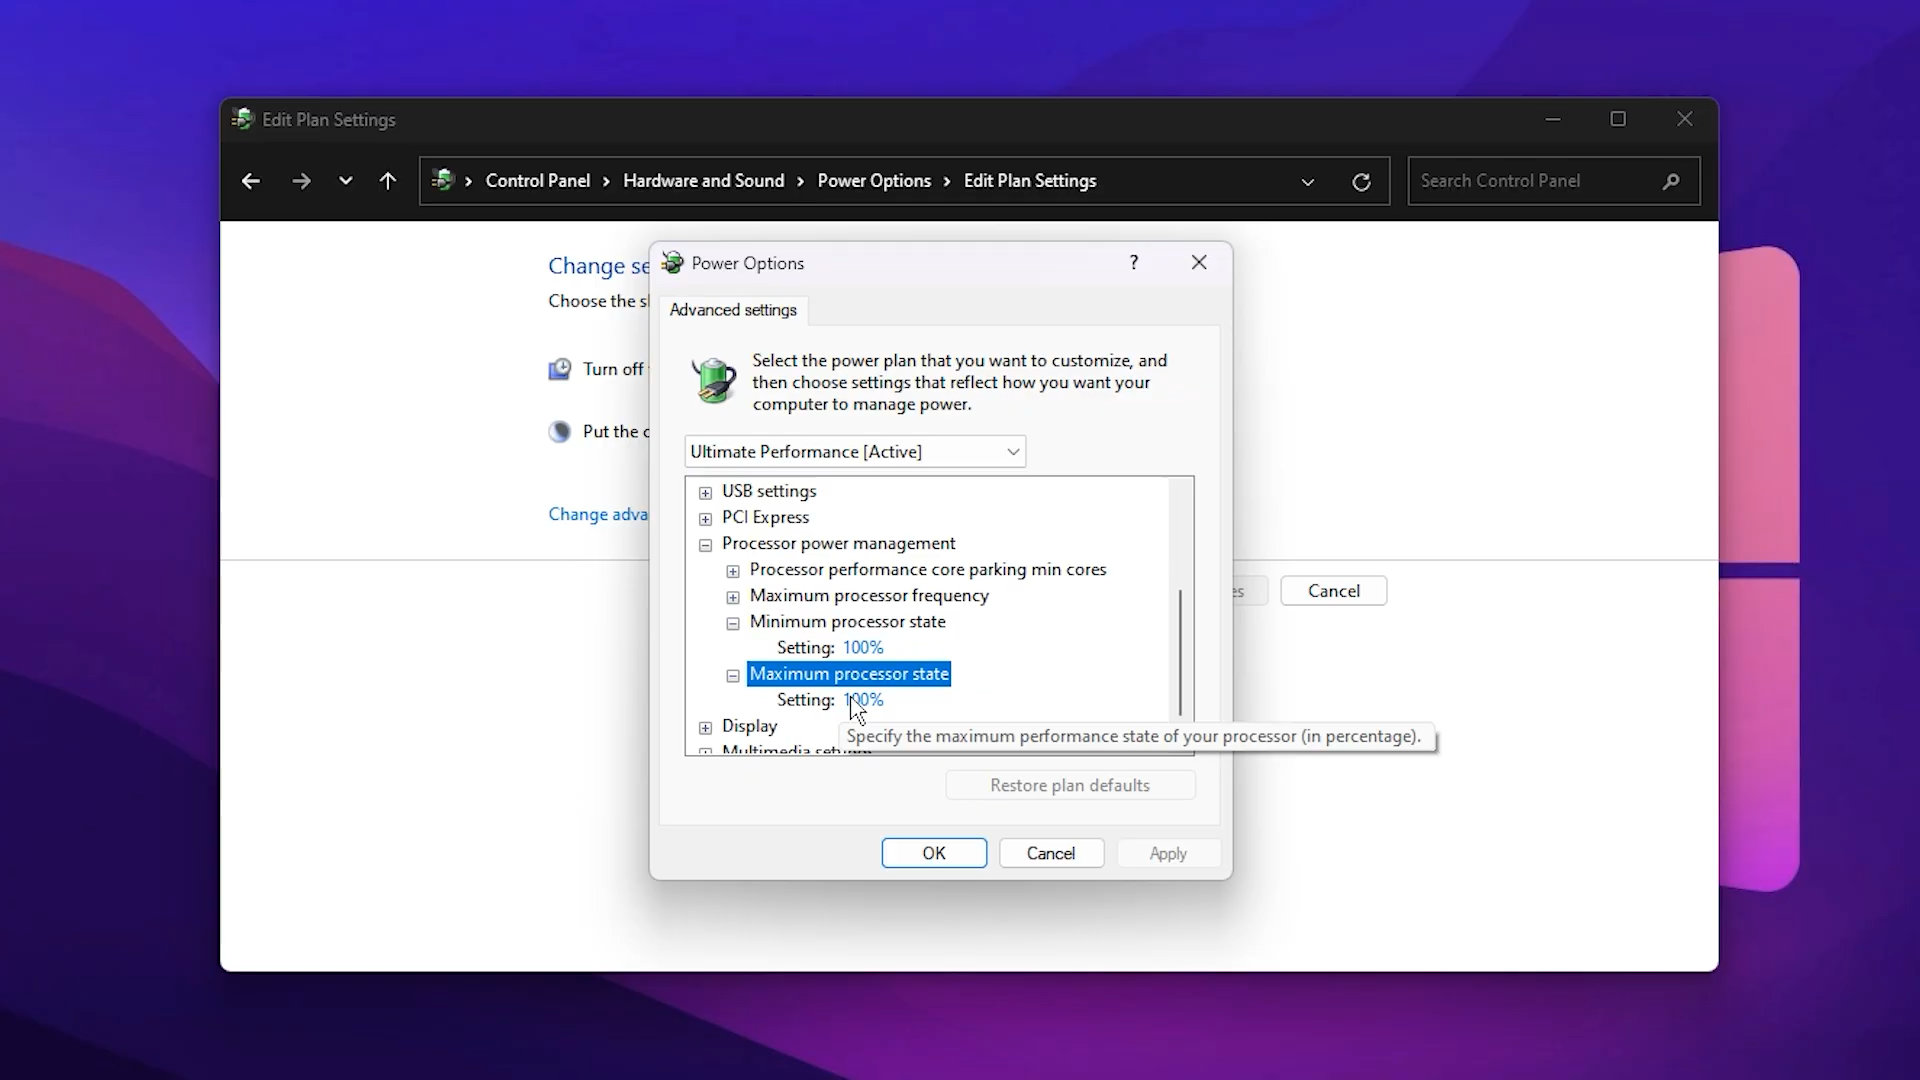 Edit Plan Settings
Control Panel > Hardware and Sound > Power Options > Edit Plan Settings
Search Control Panel
Change se
Choose the s
Turn off
Put the c
Change adva
es
Cancel
Power Options
?
Advanced settings
Select the power plan that you want to customize, and
then choose settings that reflect how you want your
computer to manage power.
Ultimate Performance [Active]
USB settings
PCI Express
Processor power management
Processor performance core parking min cores
Maximum processor frequency
Minimum processor state
Setting: 100%
Maximum processor state
Setting: 100%
Display
Specify the maximum performance state of your processor (in percentage).
Multimedia settings
Restore plan defaults
OK
Cancel
Apply